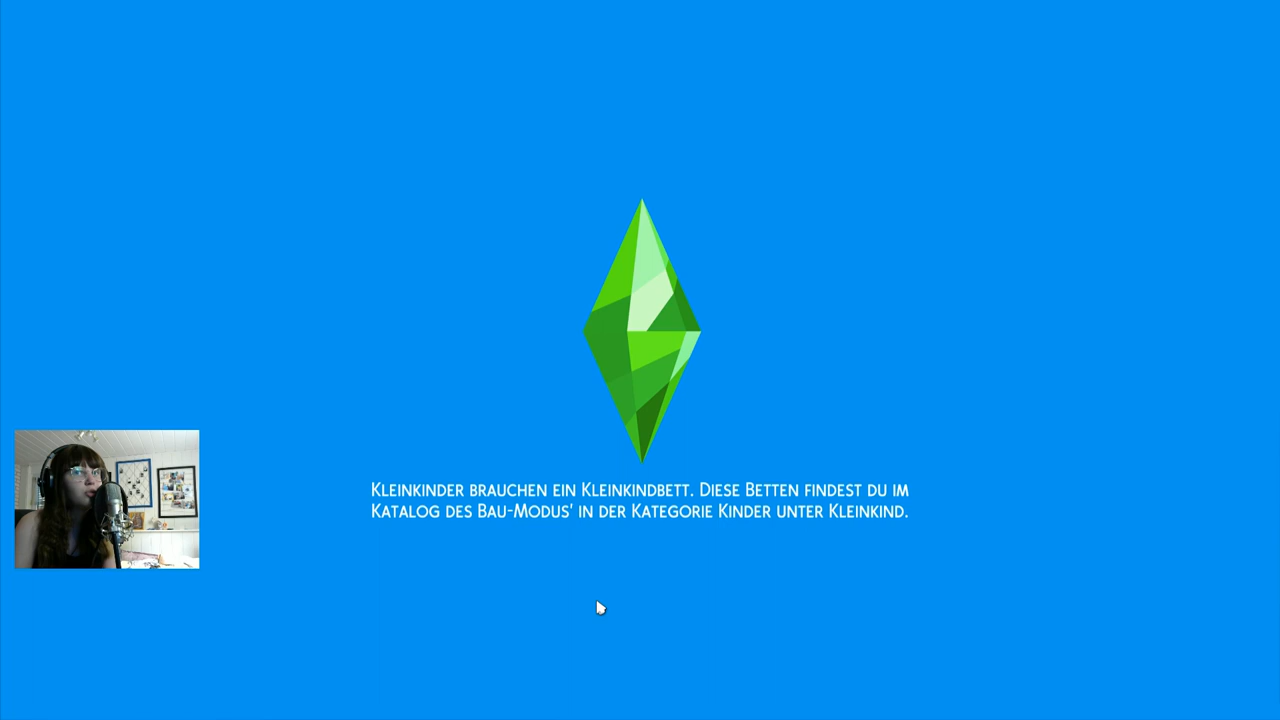 Kleinkinder brauchen ein Kleinkindbett. Diese Betten findest du im
Katalog des Bau-Modus' in der Kategorie Kinder unter Kleinkind.